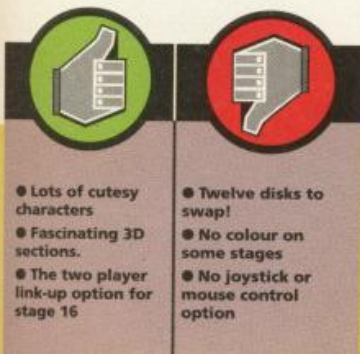 ● Lots of cutesy
characters
● Fascinating 3D
sections.
● The two player
link-up option for
stage 16
● Twelve disks to
swap!
● No colour on
some stages
● No joystick or
mouse control
option